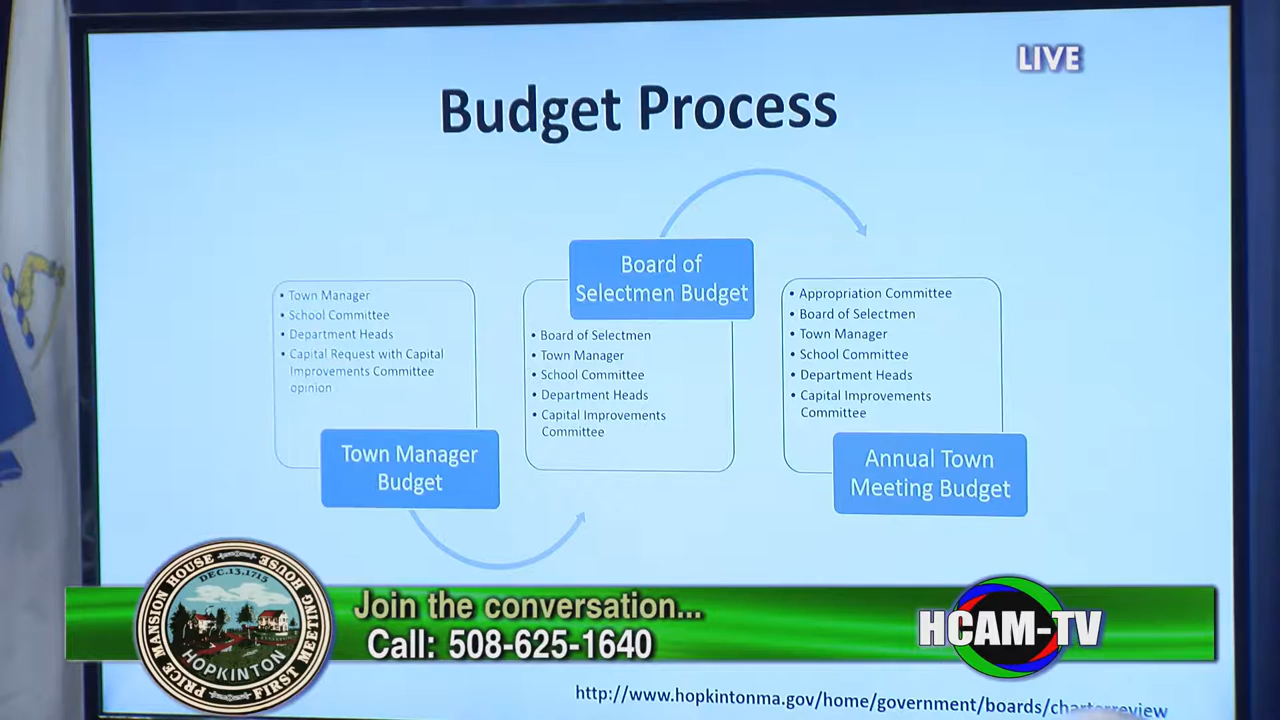 LIVE
Budget Process
• Town Manager
• School Committee
• Department Heads
• Capital Request with Capital
Improvements Committee
opinion
Town Manager
Budget
Board of
Selectmen Budget
• Board of Selectmen
• Town Manager
• School Committee
• Department Heads
• Capital Improvements
Committee
• Appropriation Committee
• Board of Selectmen
• Town Manager
• School Committee
• Department Heads
• Capital Improvements
Committee
Annual Town
Meeting Budget
PRICE MANSION HOUSE HOUSE FIRST MEETING
DEC.13.1715
HOPKINTON
Join the conversation...
Call: 508-625-1640
HCAM-TV
http://www.hopkintonma.gov/home/government/boards/charterreview